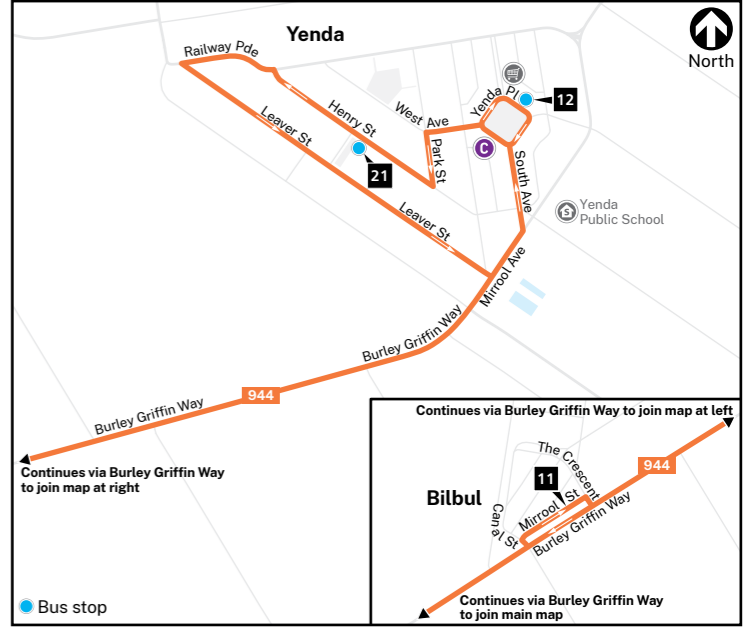 Yenda
North
Railway Pde
Yenda Pl
12
West Ave
Henry St
Leaver St
Park St
C
21
South Ave
S
Yenda
Public School
Leaver St
Mirrool Ave
Burley Griffin Way
944
Burley Griffin Way
Continues via Burley Griffin Way
to join map at right
Continues via Burley Griffin Way to join map at left
The Crescent
944
11
Bilbul
Mirrool St
Canal St
Burley Griffin Way
Continues via Burley Griffin Way
to join main map
Bus stop